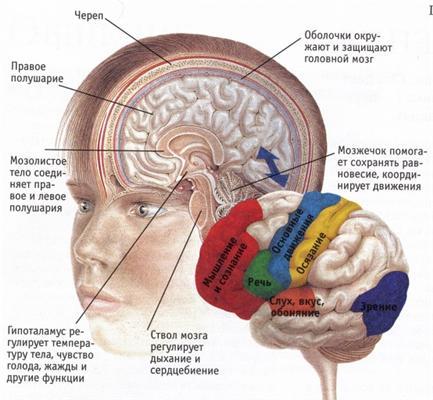 Череп
Оболочки окру-
жают и защищают
головной мозг
Правое
полушарие
Мозжечок помога-
ет сохранять рав-
новесие, коорди-
нирует движения
Мозолистое
тело соеди-
няет пра-
вое и левое
полушария
Мышление
и сознание
Основные
движения
Осязание
Речь
Слух, вкус,
обоняние
Зрение
Гипоталамус ре-
гулирует темпера-
туру тела, чувство
голода, жажды и
другие функции
Ствол мозга
регулирует
дыхание и
сердцебиение